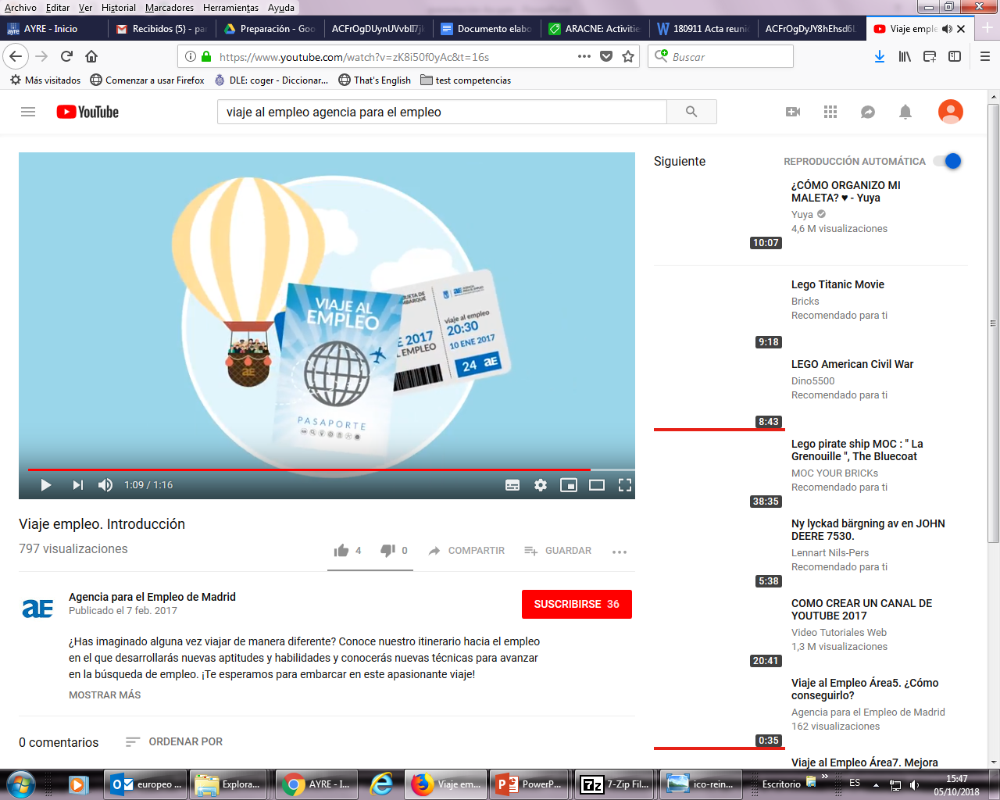 Archivo Editar Ver Historial Marcadores Herramientas Ayuda
AYRE - Inicio
Recibidos (5) - par
Preparación - Goo
ACFrOgDUynUVvblI7jk
Documento elabo
ARACNE: Activities
180911 Acta reuni
ACFrOgDyJY8hEhsd6L
Viaje emple
https://www.youtube.com/watch?v=zK8i50f0yAc&t=16s
Buscar
Más visitados
Comenzar a usar Firefox
DLE: coger - Diccionar...
That's English
test competencias
YouTube
viaje al empleo agencia para el empleo
VIAJE AL
EMPLEO
PASAPORTE
aE
viaje al empleo
20:30
10 ENE 2017
E 2017
L EMPLEO
24 aE
1:09 / 1:16
Viaje empleo. Introducción
797 visualizaciones
4
0
COMPARTIR
GUARDAR
aE
Agencia para el Empleo de Madrid
Publicado el 7 feb. 2017
SUSCRIBIRSE 36
¿Has imaginado alguna vez viajar de manera diferente? Conoce nuestro itinerario hacia el empleo
en el que desarrollarás nuevas aptitudes y habilidades y conocerás nuevas técnicas para avanzar
en la búsqueda de empleo. ¡Te esperamos para embarcar en este apasionante viaje!
MOSTRAR MÁS
0 comentarios
ORDENAR POR
Siguiente
REPRODUCCIÓN AUTOMÁTICA
¿CÓMO ORGANIZO MI
MALETA? ♥ - Yuya
Yuya
4,6 M visualizaciones
10:07
Lego Titanic Movie
Bricks
Recomendado para ti
9:18
LEGO American Civil War
Dino5500
Recomendado para ti
8:43
Lego pirate ship MOC : " La
Grenouille ", The Bluecoat
MOC YOUR BRICKs
Recomendado para ti
38:35
Ny lyckad bärgning av en JOHN
DEERE 7530.
Lennart Nils-Pers
Recomendado para ti
5:38
COMO CREAR UN CANAL DE
YOUTUBE 2017
Video Tutoriales Web
1,3 M visualizaciones
20:41
Viaje al Empleo Área5. ¿Cómo
conseguirlo?
Agencia para el Empleo de Madrid
162 visualizaciones
0:35
Viaje al Empleo Área7. Mejora
europeo ...
Explora...
AYRE - I...
Viaje em...
PowerP...
7-Zip Fil...
ico-rein...
Escritorio
ES
15:47
05/10/2018